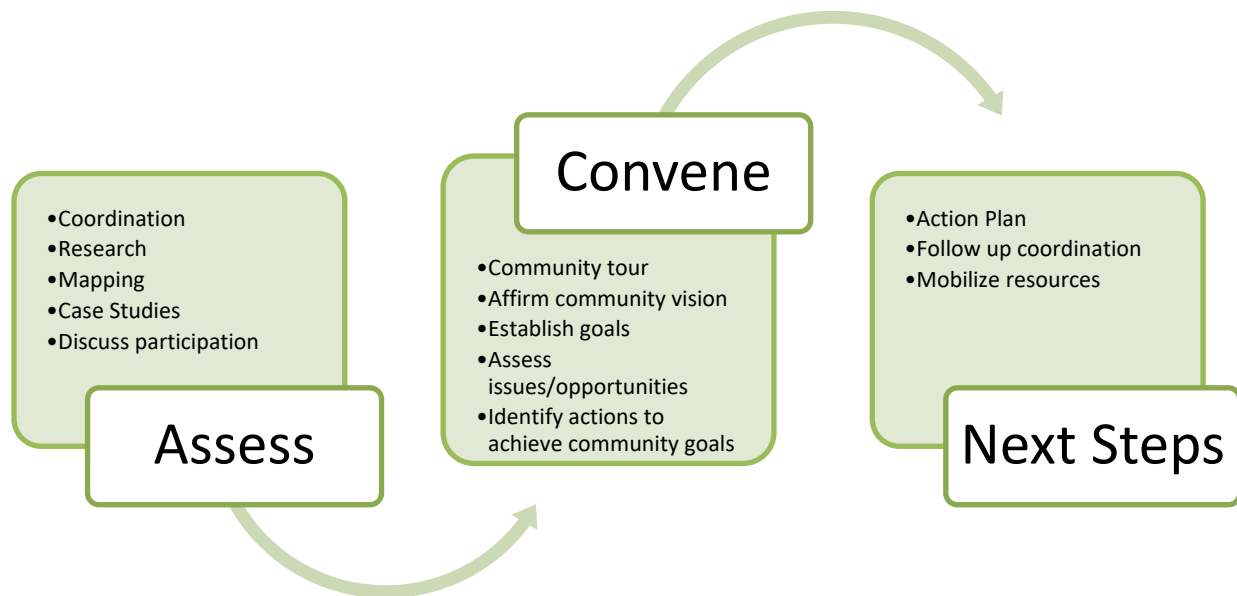 •Coordination
•Research
•Mapping
•Case Studies
•Discuss participation
Assess
Convene
•Community tour
•Affirm community vision
•Establish goals
•Assess
issues/opportunities
•Identify actions to
achieve community goals
•Action Plan
•Follow up coordination
•Mobilize resources
Next Steps